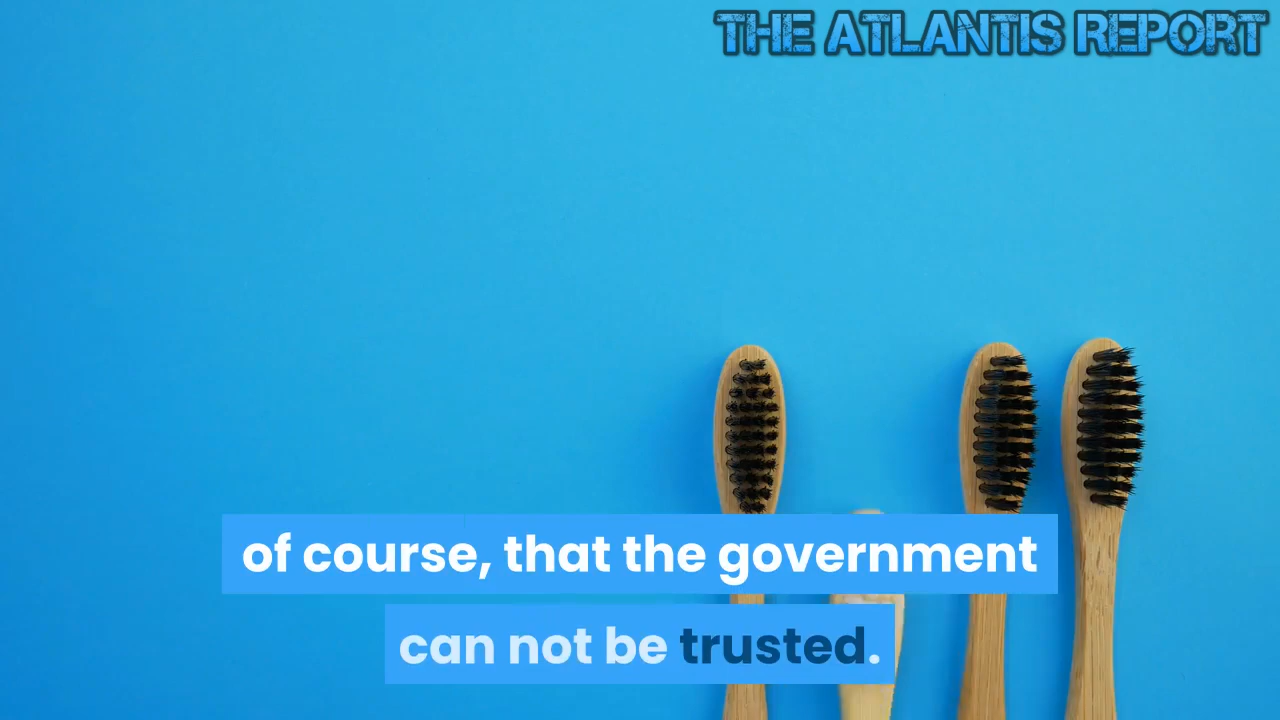 THE ATLANTIS REPORT
of course, that the government
can not be trusted.